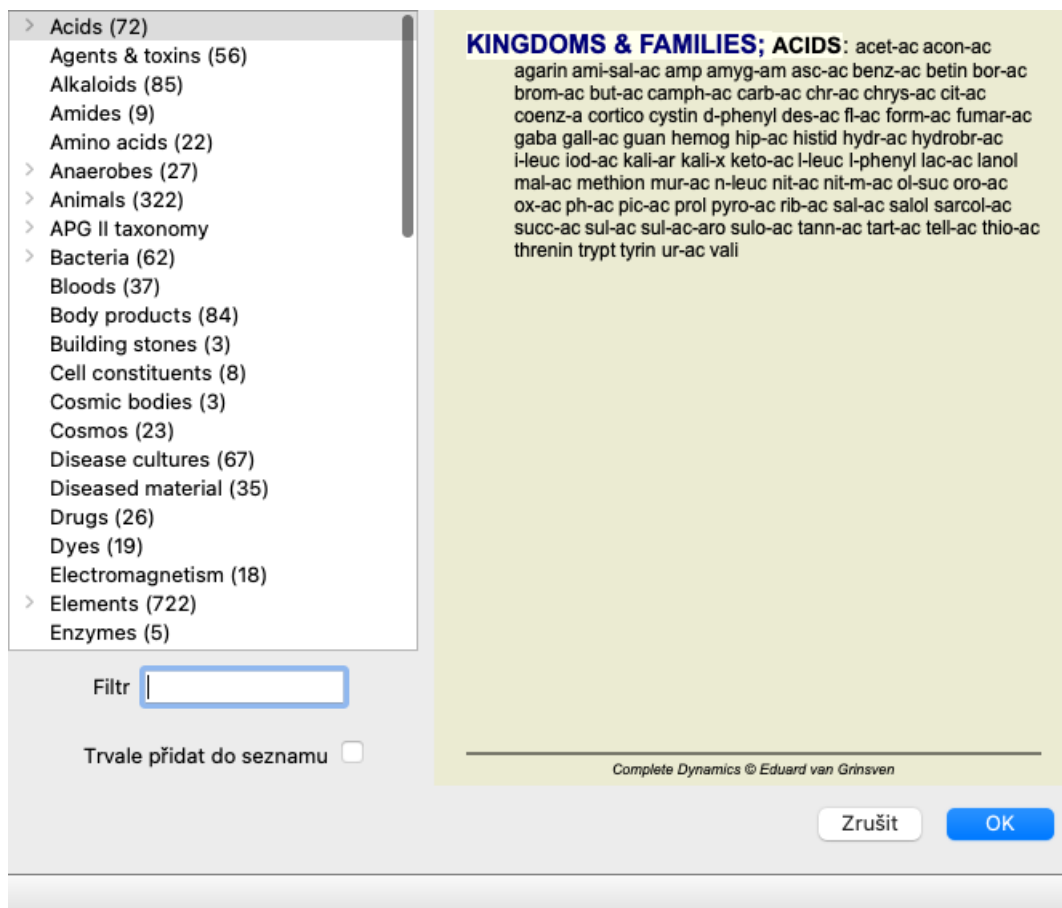 Acids (72)
Agents & toxins (56)
Alkaloids (85)
Amides (9)
Amino acids (22)
Anaerobes (27)
Animals (322)
APG II taxonomy
Bacteria (62)
Bloods (37)
Body products (84)
Building stones (3)
Cell constituents (8)
Cosmic bodies (3)
Cosmos (23)
Disease cultures (67)
Diseased material (35)
Drugs (26)
Dyes (19)
Electromagnetism (18)
Elements (722)
Enzymes (5)
Filtr
Trvale přidat do seznamu
KINGDOMS & FAMILIES; ACIDS: acet-ac acon-ac
agarin ami-sal-ac amp amyg-am asc-ac benz-ac betin bor-ac
brom-ac but-ac camph-ac carb-ac chr-ac chrys-ac cit-ac
coenz-a cortico cystin d-phenyl des-ac fl-ac form-ac fumar-ac
gaba gall-ac guan hemog hip-ac histid hydr-ac hydrobr-ac
i-leuc iod-ac kali-ar kali-x keto-ac l-leuc l-phenyl lac-ac lanol
mal-ac methion mur-ac n-leuc nit-ac nit-m-ac ol-suc oro-ac
ox-ac ph-ac pic-ac prol pyro-ac rib-ac sal-ac salol sarcol-ac
succ-ac sul-ac sul-ac-aro sulo-ac tann-ac tart-ac tell-ac thio-ac
threnin trypt tyrin ur-ac vali
Complete Dynamics © Eduard van Grinsven
Zrušit
OK